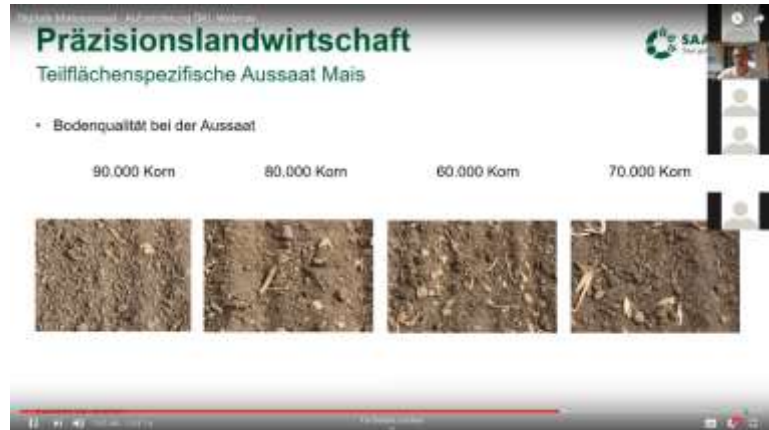 Präzisionslandwirtschaft
Teilflächenspezifische Aussaat Mais
• Bodenqualität bei der Aussaat
90.000 Korn 80.000 Korn 60.000 Korn 70.000 Korn